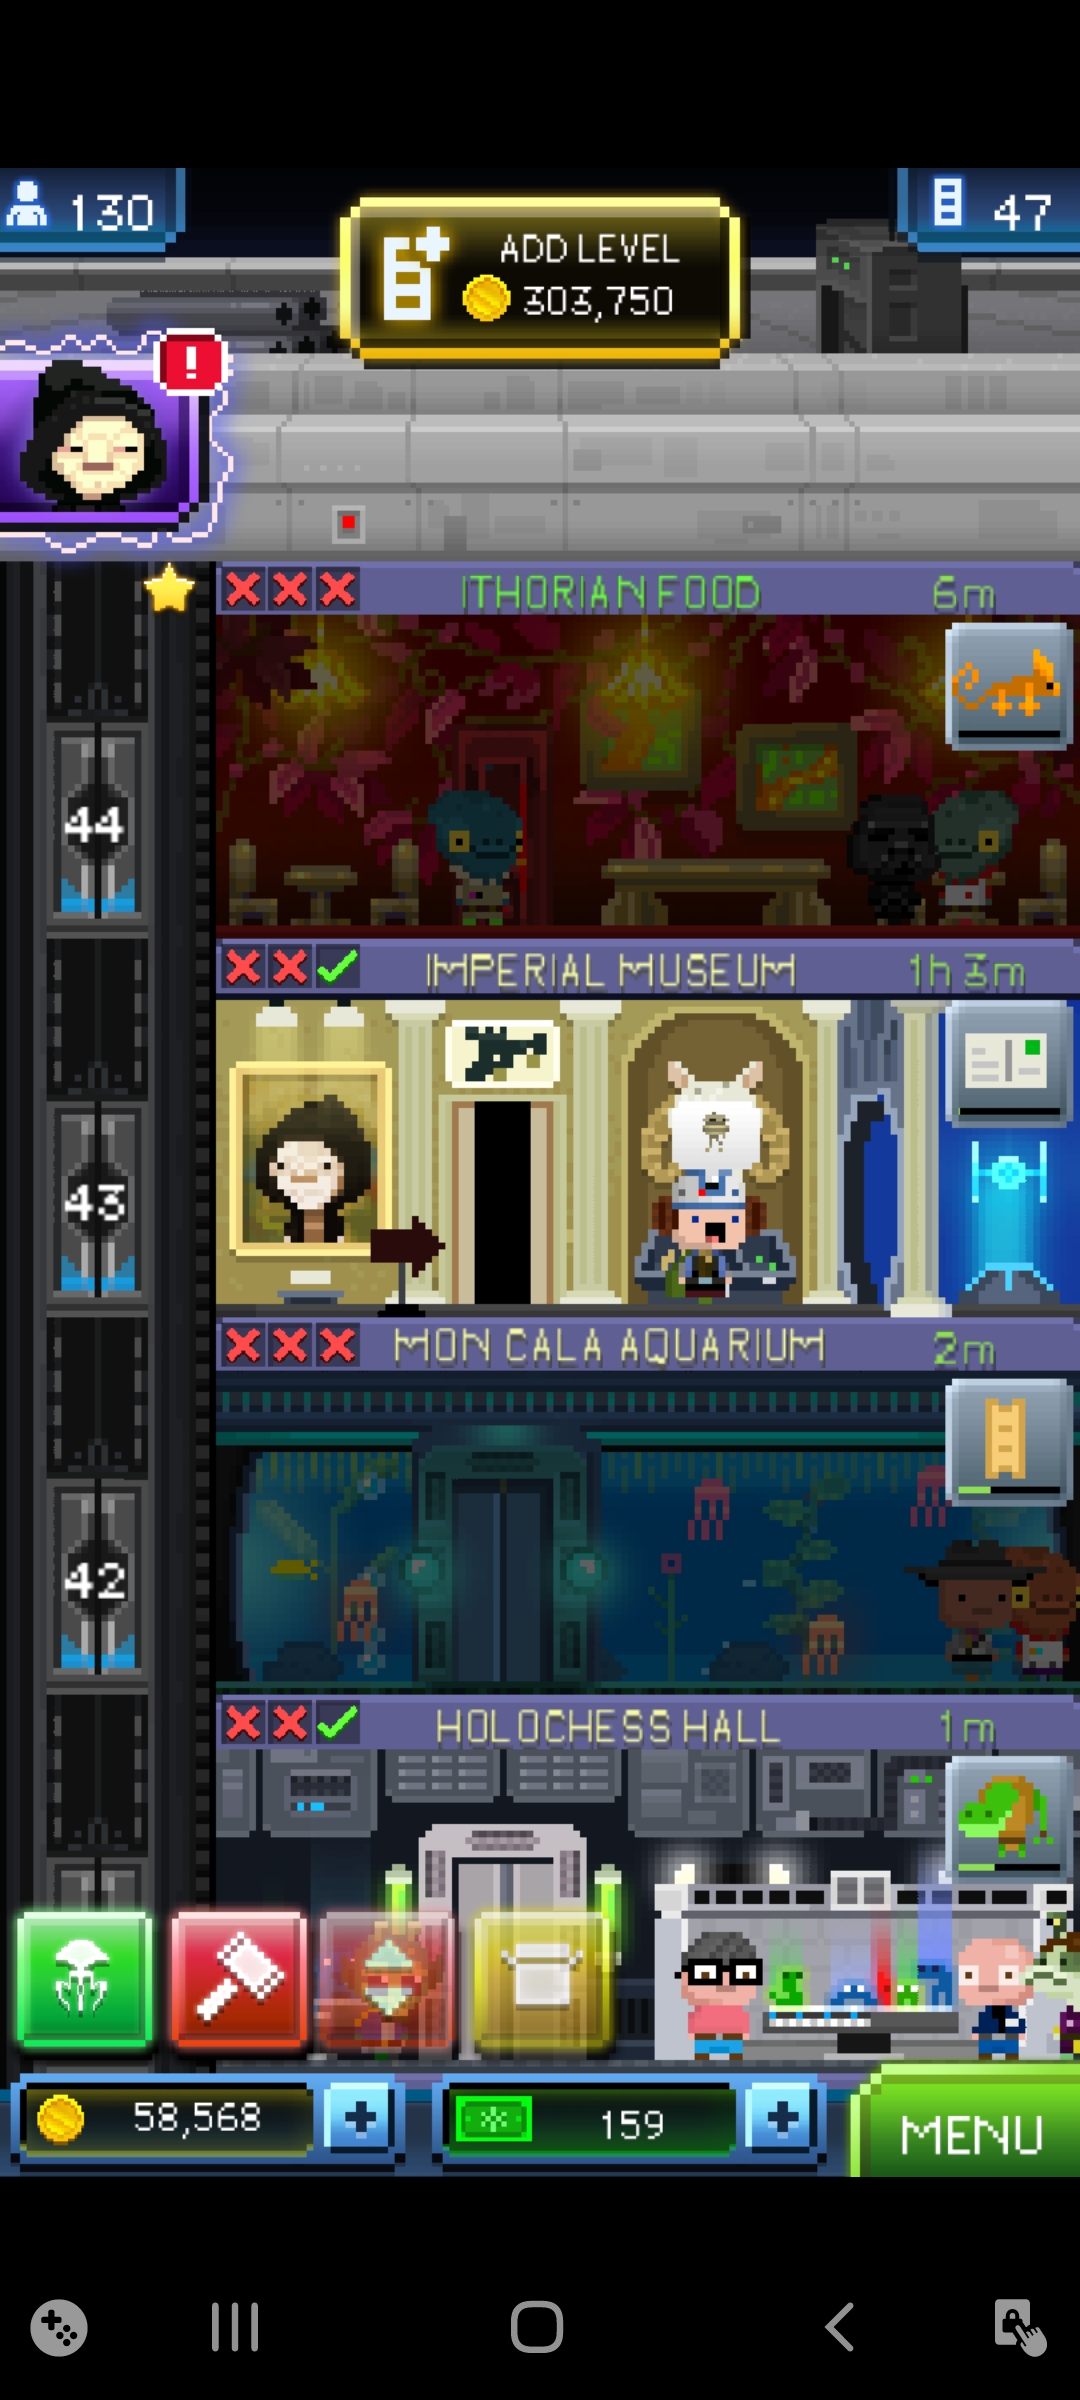 130
ADD LEVEL
303,750
47
!
ITHORIAN FOOD
6m
44
IMPERIAL MUSEUM
1h 3m
43
MON CALA AQUARIUM
2m
42
HOLOCHESS HALL
1m
58,568
159
MENU